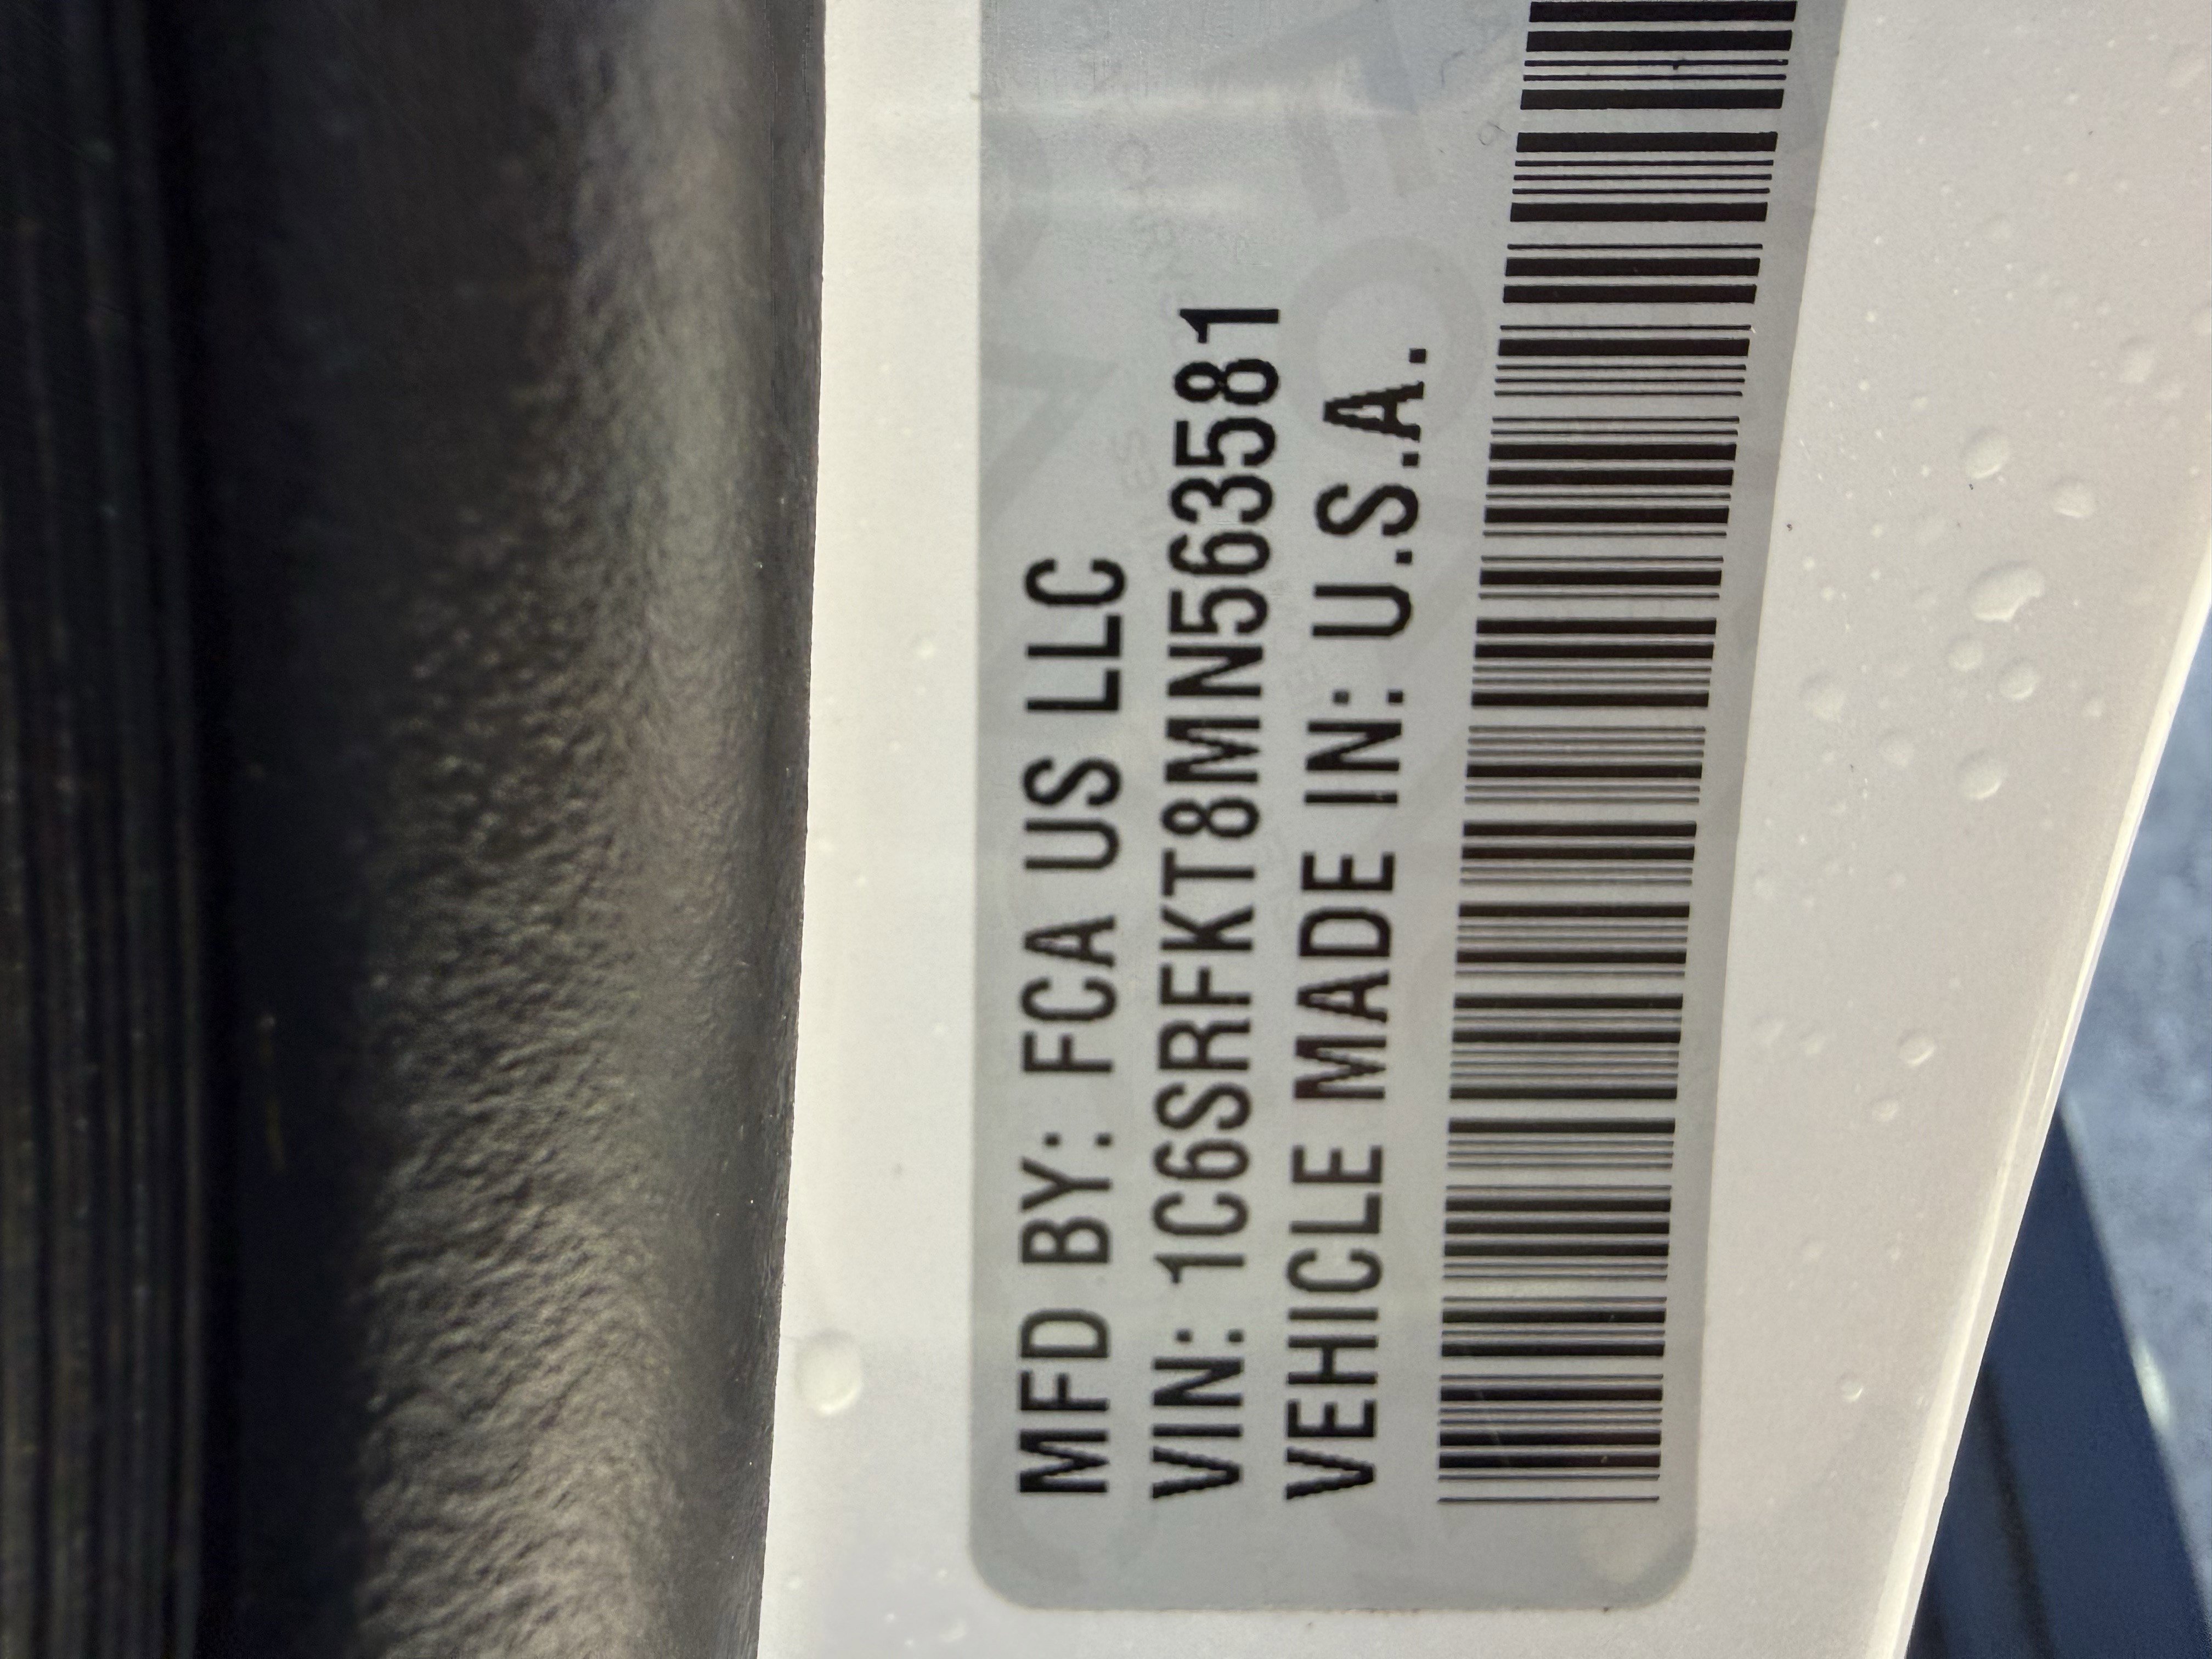 MFD BY: FCA US LLC
VIN: 1C6SRFKT8MN563581
VEHICLE MADE IN: U.S.A.